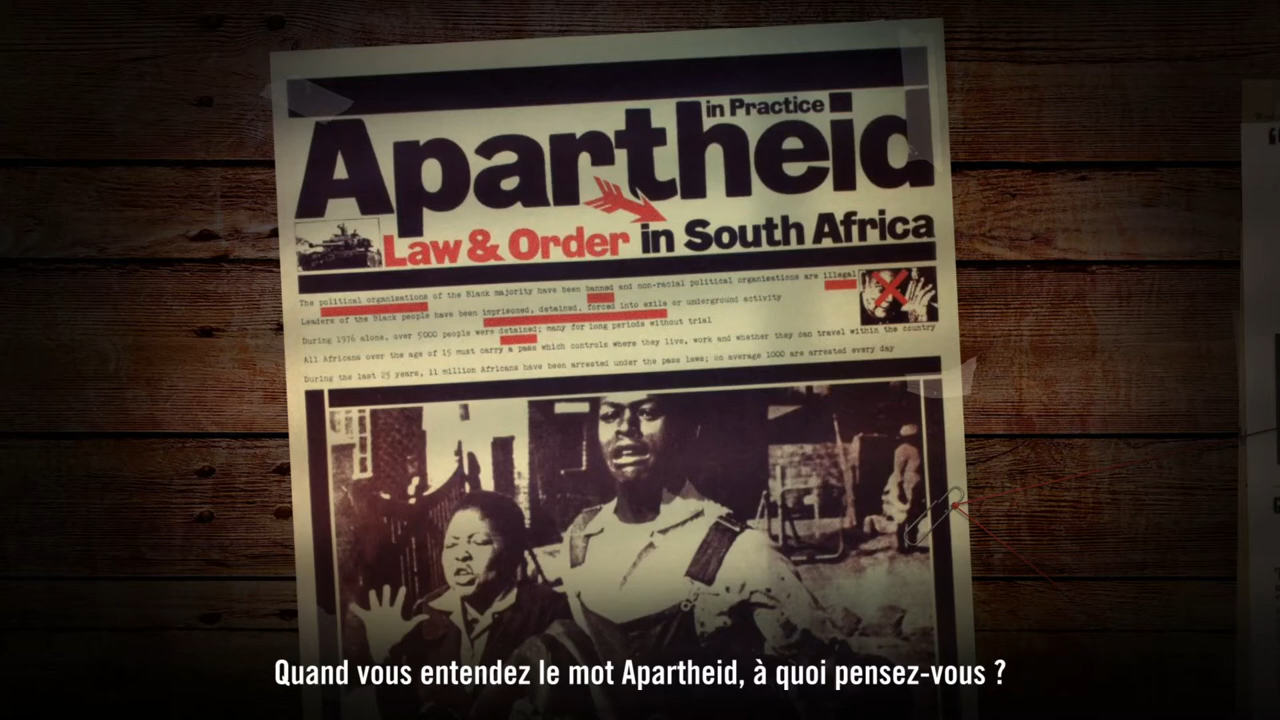 in Practice
Apartheid
Law & Order in South Africa
The political organisations of the Black majority have been banned and non-racial political organisations are illegal
Leaders of the Black people have been imprisoned, detained, forced into exile or underground activity
During 1976 alone, over 5000 people were detained; many for long periods without trial
All Africans over the age of 15 must carry a pass which controls where they live, work and whether they can travel within the country
During the last 25 years, 11 million Africans have been arrested under the pass laws; on average 1000 are arrested every day
Quand vous entendez le mot Apartheid, à quoi pensez-vous ?